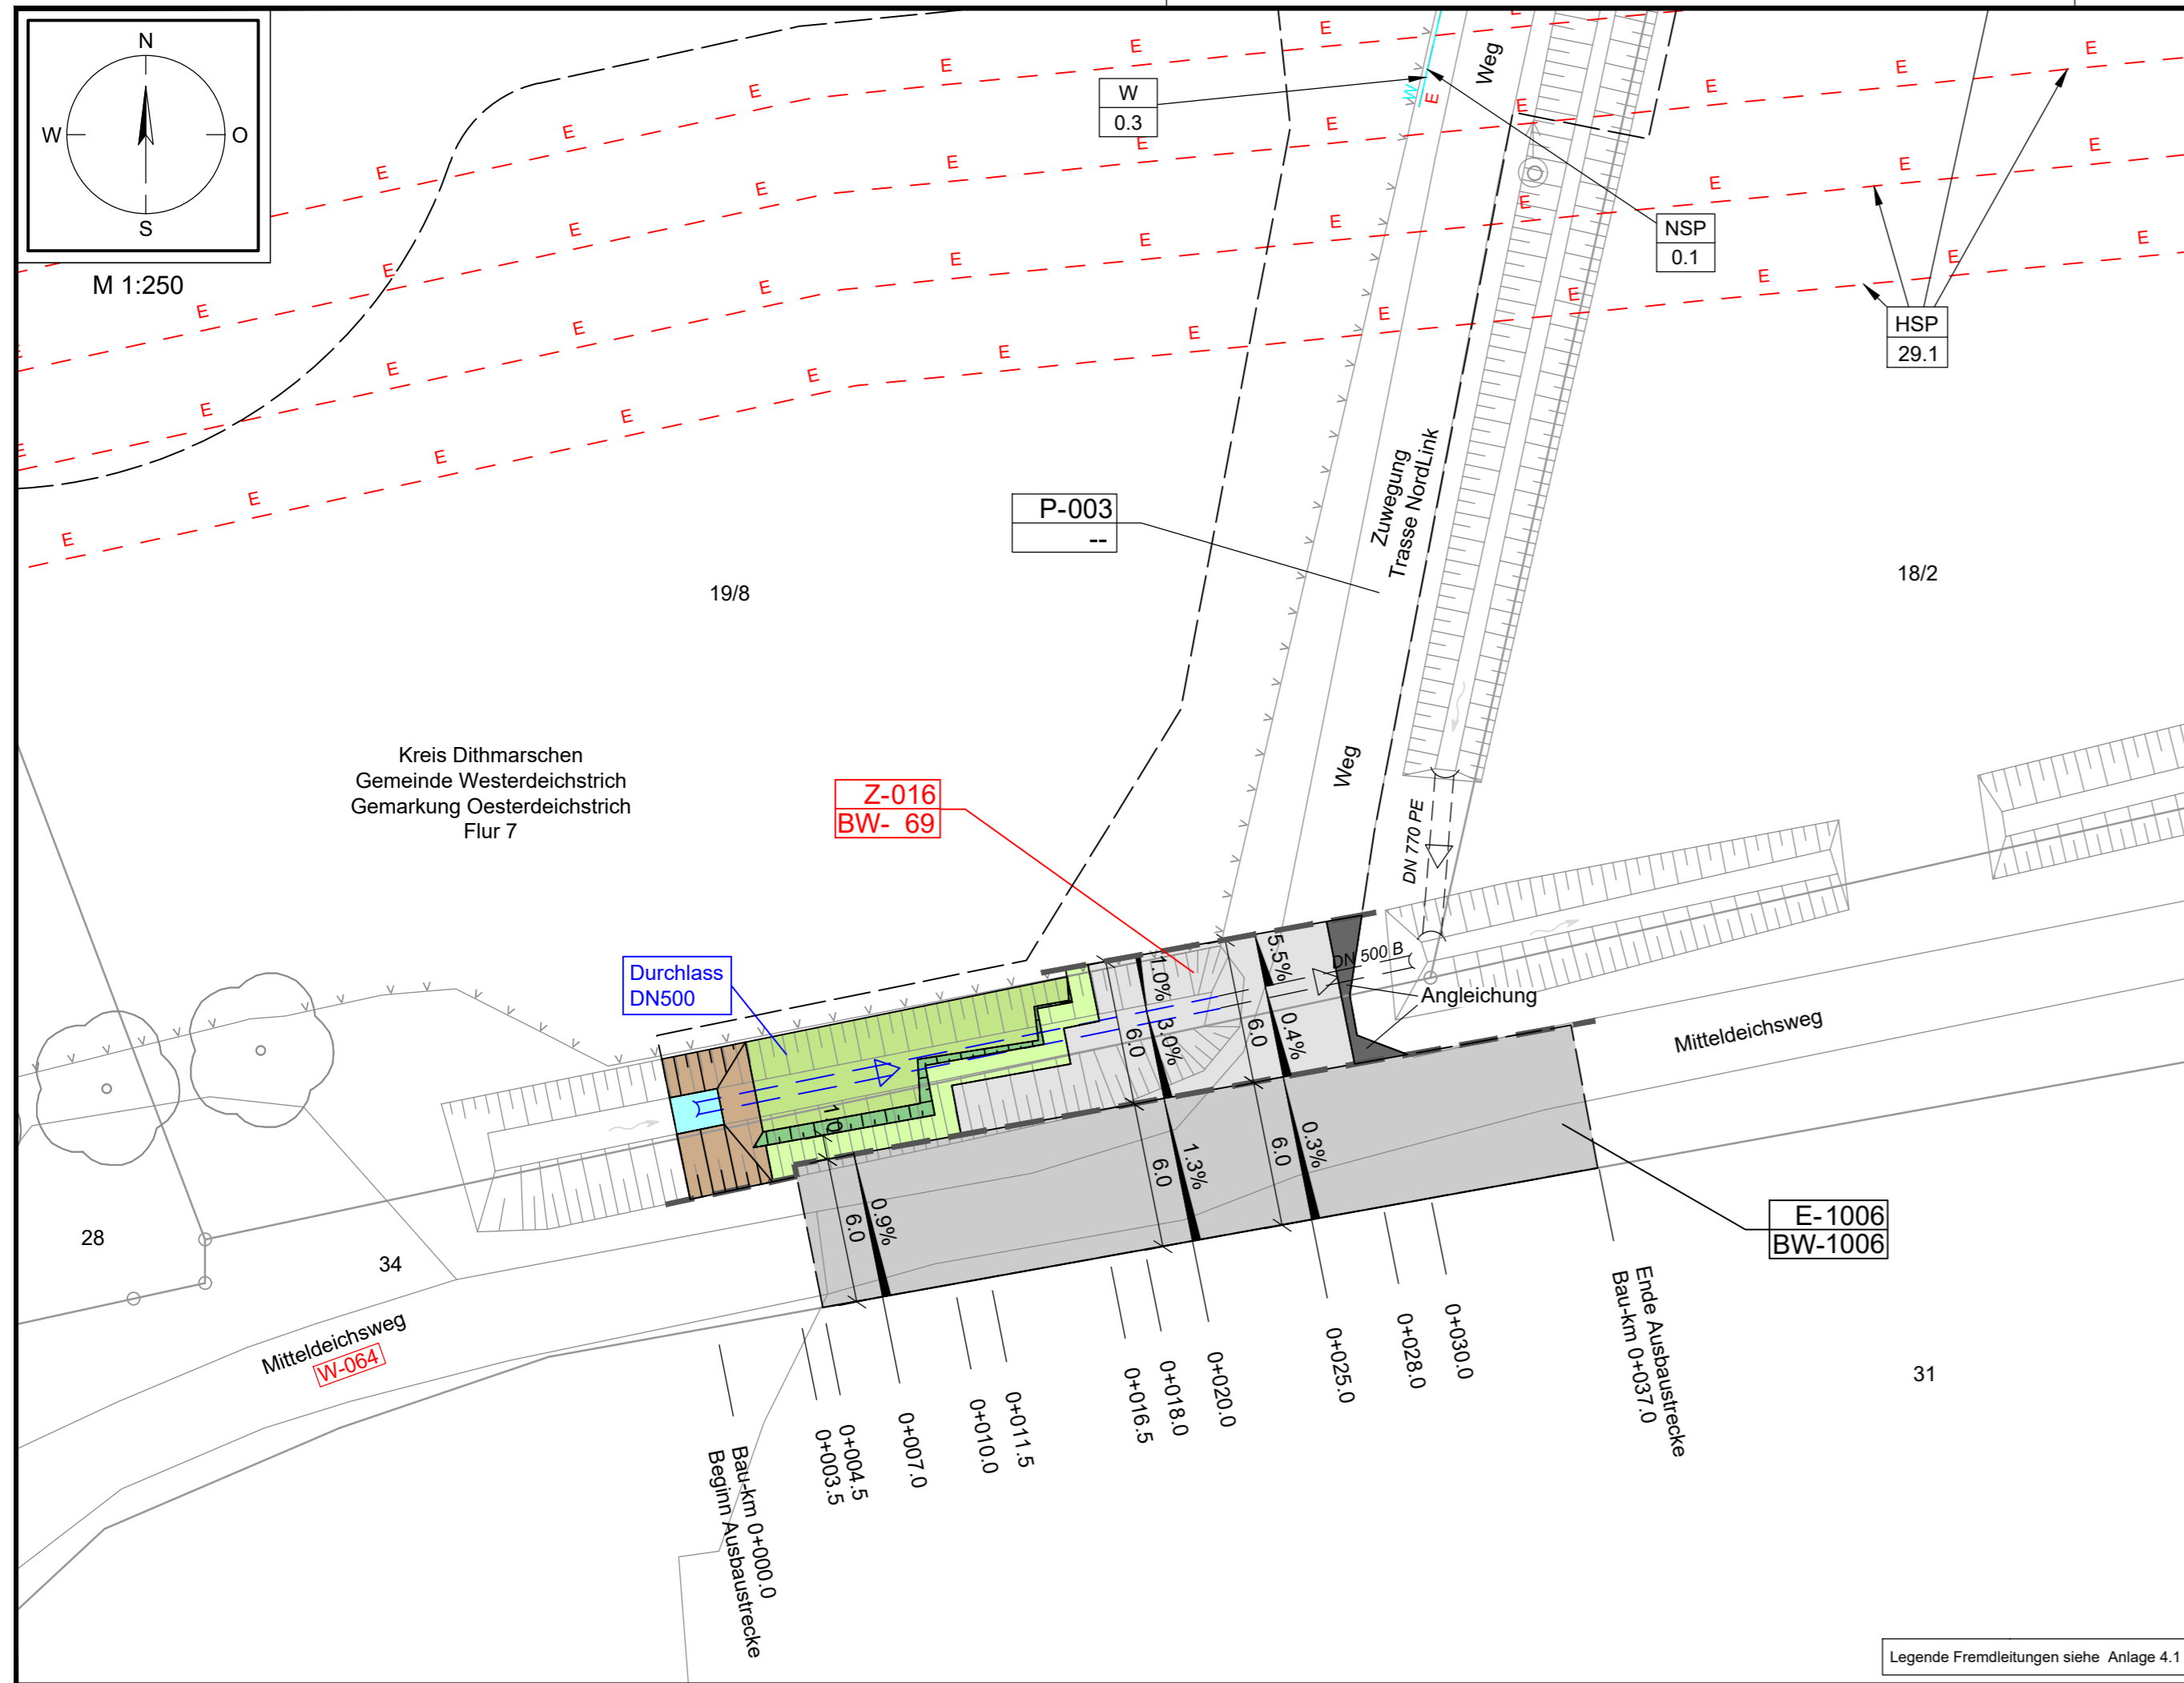 N
W
O
S
M 1:250
E E E E E E E
E E E E E E E E E
E E E E E E E E E
E E E E E E E E E
E E E E E E E E E
W
0.3
W
E
Weg
NSP
0.1
HSP
29.1
P-003
--
Zuwegung
Trasse NordLink
19/8
18/2
Kreis Dithmarschen
Gemeinde Westerdeichstrich
Gemarkung Oesterdeichstrich
Flur 7
Z-016
BW- 69
Weg
DN 770 PE
Durchlass
DN500
DN 500 B
Angleichung
Mitteldeichsweg
1.0%
5.5%
6.0
3.0%
6.0
0.4%
1.0
6.0
0.9%
6.0
1.3%
6.0
0.3%
E-1006
BW-1006
28
34
31
Mitteldeichsweg
W-064
Bau-km 0+000.0
Beginn Ausbaustrecke
0+003.5
0+004.5
0+007.0
0+010.0
0+011.5
0+016.5
0+018.0
0+020.0
0+025.0
0+028.0
0+030.0
Ende Ausbaustrecke
Bau-km 0+037.0
Legende Fremdleitungen siehe Anlage 4.1